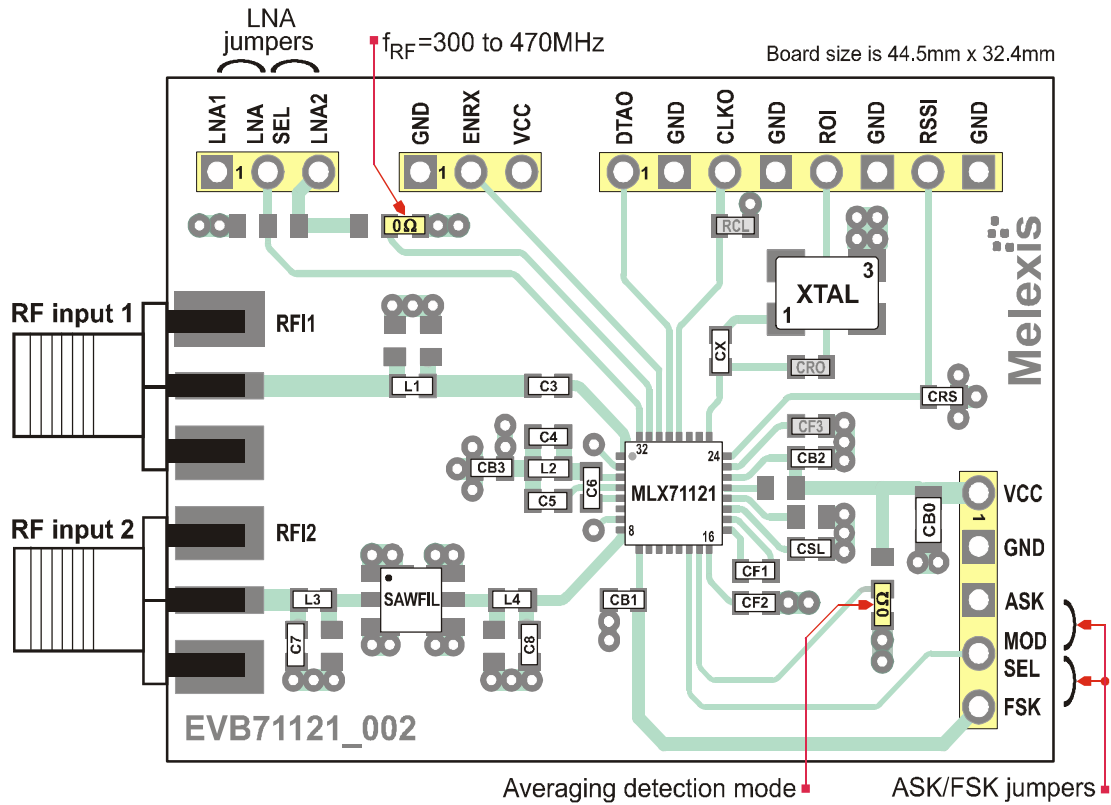 LNA
jumpers
fRF=300 to 470MHz
Board size is 44.5mm x 32.4mm
LNA1
LNA
SEL
LNA2
GND
ENRX
VCC
DTAO
GND
CLKO
GND
ROI
GND
RSSI
GND
1
1
1
0Ω
RCL
Melexis
3
XTAL
1
RF input 1
RFI1
CX
CRO
L1
C3
CRS
C4
32
24
CF3
CB3
L2
C6
CB2
MLX71121
C5
8
16
VCC
1
CB0
RF input 2
RFI2
CSL
GND
CF1
SAWFIL
L3
L4
CB1
CF2
0Ω
ASK
C7
C8
MOD
SEL
FSK
EVB71121_002
Averaging detection mode
ASK/FSK jumpers